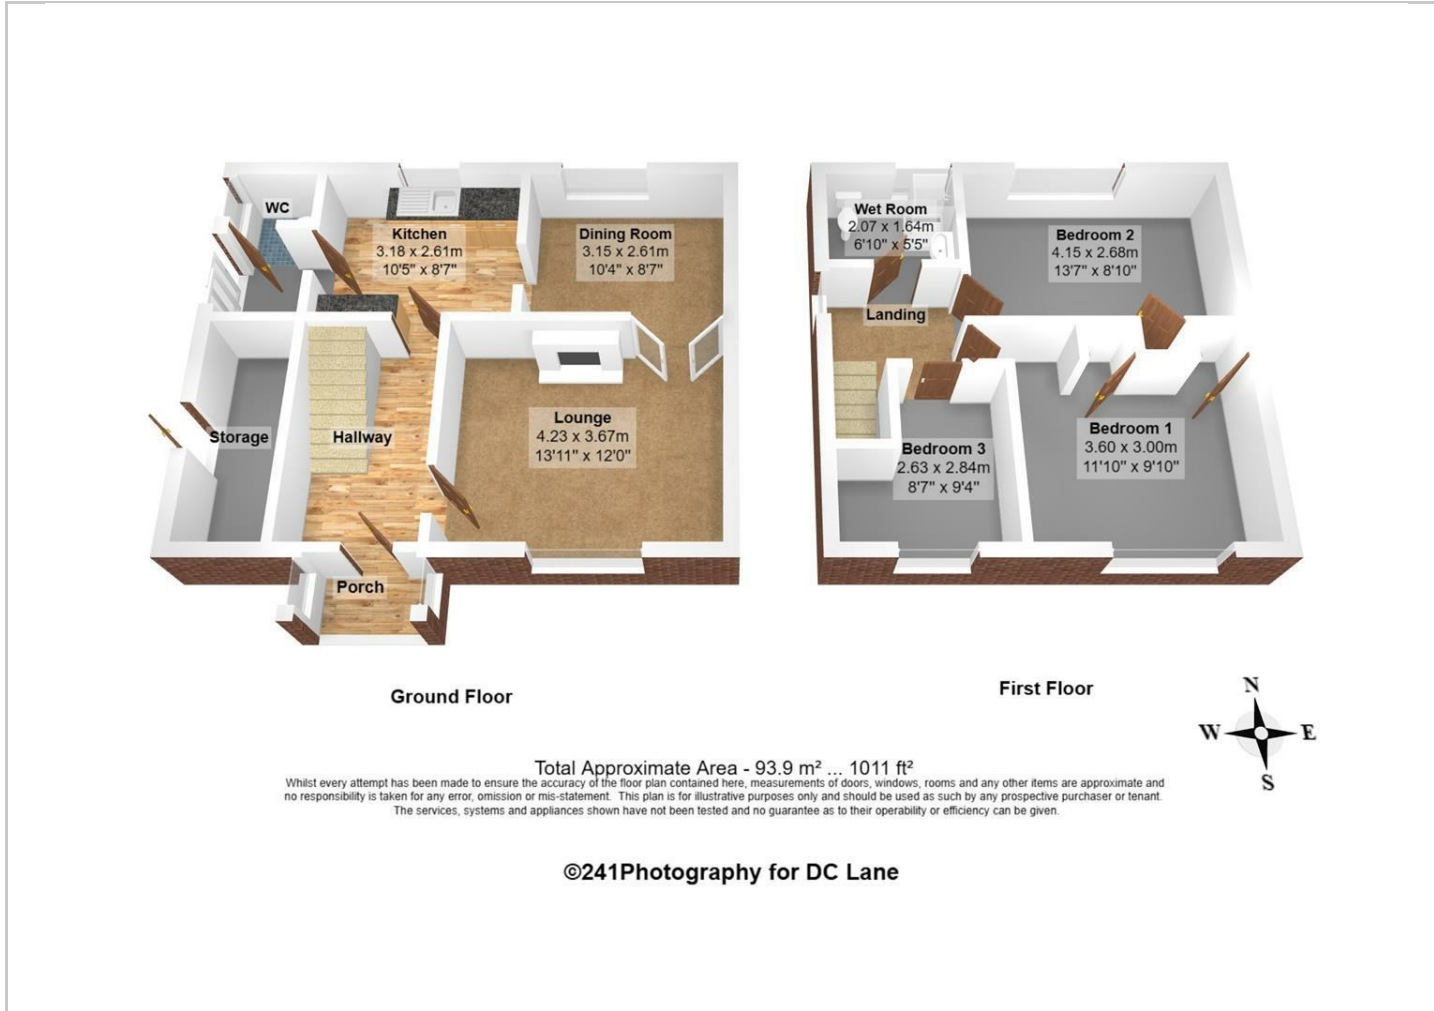 WC
Kitchen
3.18 x 2.61m
10'5" x 8'7"
Dining Room
3.15 x 2.61m
10'4" x 8'7"
Lounge
4.23 x 3.67m
13'11" x 12'0"
Storage
Hallway
Porch
Ground Floor
Wet Room
2.07 x 1.64m
6'10" x 5'5"
Bedroom 2
4.15 x 2.68m
13'7" x 8'10"
Landing
Bedroom 1
3.60 x 3.00m
11'10" x 9'10"
Bedroom 3
2.63 x 2.84m
8'7" x 9'4"
First Floor
N
W E
S
Total Approximate Area - 93.9 m² ... 1011 ft²
Whilst every attempt has been made to ensure the accuracy of the floor plan contained here, measurements of doors, windows, rooms and any other items are approximate and
no responsibility is taken for any error, omission or mis-statement. This plan is for illustrative purposes only and should be used as such by any prospective purchaser or tenant.
The services, systems and appliances shown have not been tested and no guarantee as to their operability or efficiency can be given.
©241Photography for DC Lane